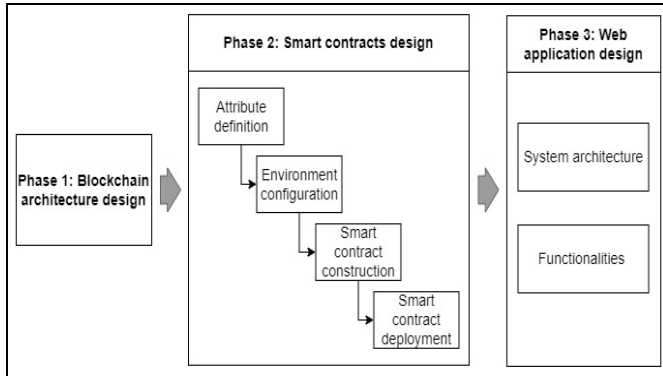 Phase 1: Blockchain
architecture design
Phase 2: Smart contracts design
Attribute
definition
Environment
configuration
Smart
contract
construction
Smart
contract
deployment
Phase 3: Web
application design
System architecture
Functionalities